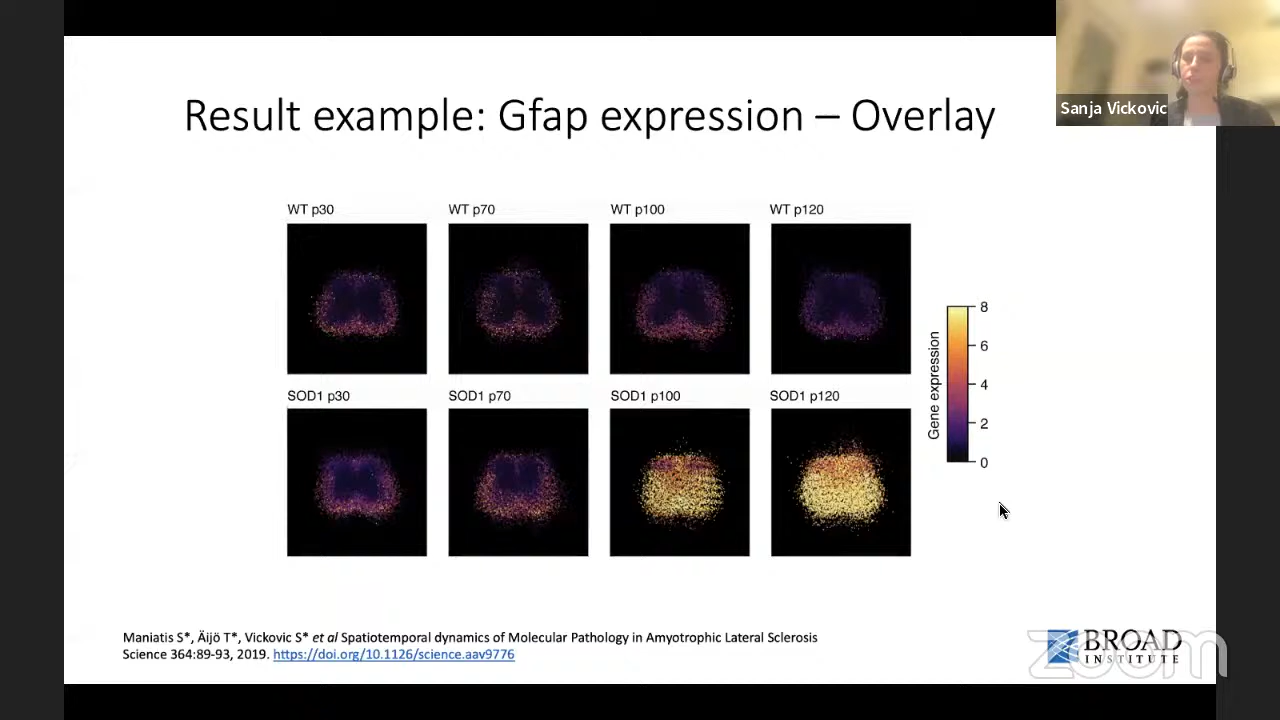 Sanja Vickovic
Result example: Gfap expression – Overlay
WT p30
WT p70
WT p100
WT p120
SOD1 p30
SOD1 p70
SOD1 p100
SOD1 p120
Gene expression
8
6
4
2
0
Maniatis S*, Äijö T*, Vickovic S* et al Spatiotemporal dynamics of Molecular Pathology in Amyotrophic Lateral Sclerosis
Science 364:89-93, 2019. https://doi.org/10.1126/science.aav9776
BROAD
INSTITUTE
zoom